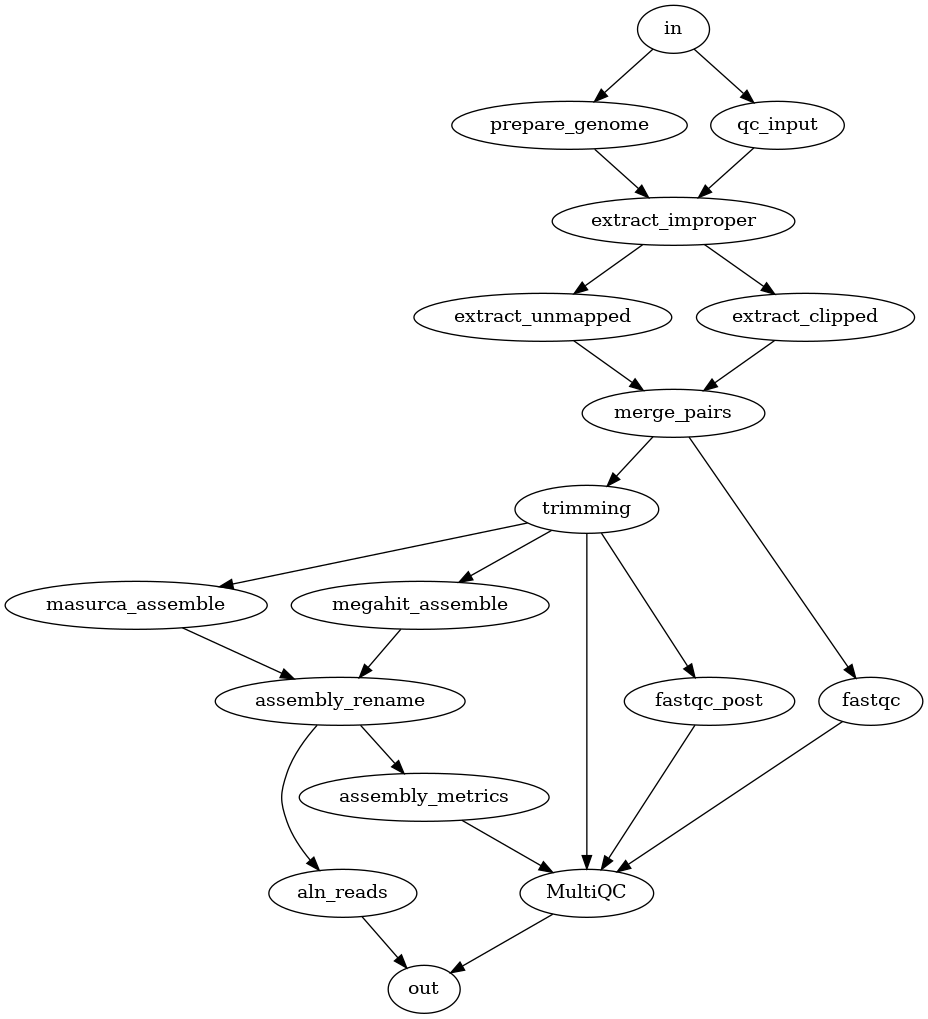 in
prepare_genome
qc_input
extract_improper
extract_unmapped
extract_clipped
merge_pairs
trimming
masurca_assemble
megahit_assemble
assembly_rename
fastqc_post
fastqc
assembly_metrics
aln_reads
MultiQC
out